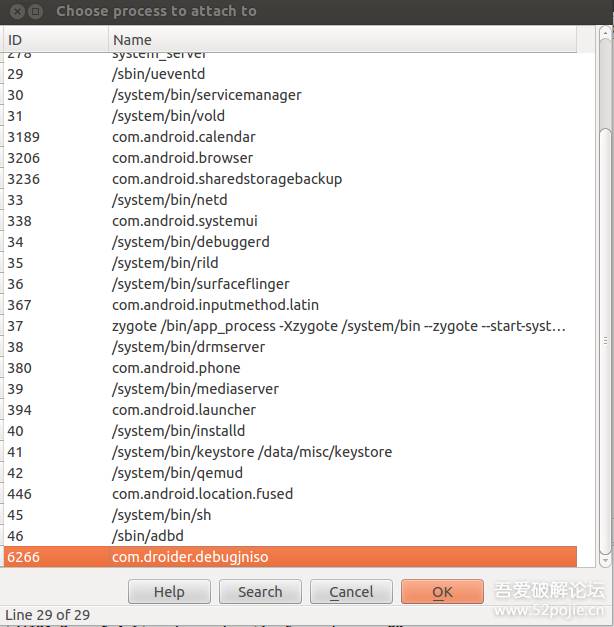 Choose process to attach to
ID Name
278 system_server
29 /sbin/ueventd
30 /system/bin/servicemanager
31 /system/bin/vold
3189 com.android.calendar
3206 com.android.browser
3236 com.android.sharedstoragebackup
33 /system/bin/netd
338 com.android.systemui
34 /system/bin/debuggerd
35 /system/bin/rild
36 /system/bin/surfaceflinger
367 com.android.inputmethod.latin
37 zygote /bin/app_process -Xzygote /system/bin --zygote --start-syst...
38 /system/bin/drmserver
380 com.android.phone
39 /system/bin/mediaserver
394 com.android.launcher
40 /system/bin/installd
41 /system/bin/keystore /data/misc/keystore
42 /system/bin/qemud
446 com.android.location.fused
45 /system/bin/sh
46 /sbin/adbd
6266 com.droider.debugjniso
Help Search Cancel OK
Line 29 of 29
吾爱破解论坛
www.52pojie.cn